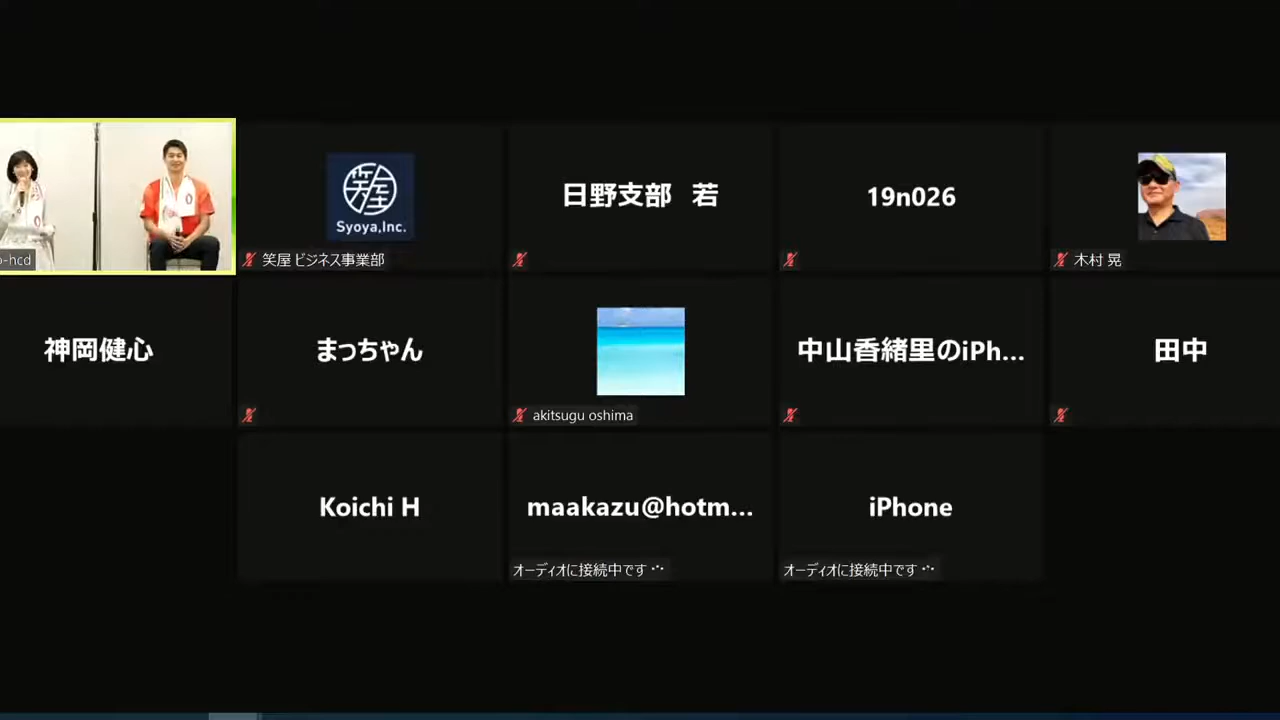 笑屋
Syoya,Inc.
日野支部 若
19n026
o-hcd
笑屋 ビジネス事業部
木村 晃
神岡健心
まっちゃん
中山香緒里のiPh...
田中
akitsugu oshima
Koichi H
maakazu@hotm...
iPhone
オーディオに接続中です
オーディオに接続中です